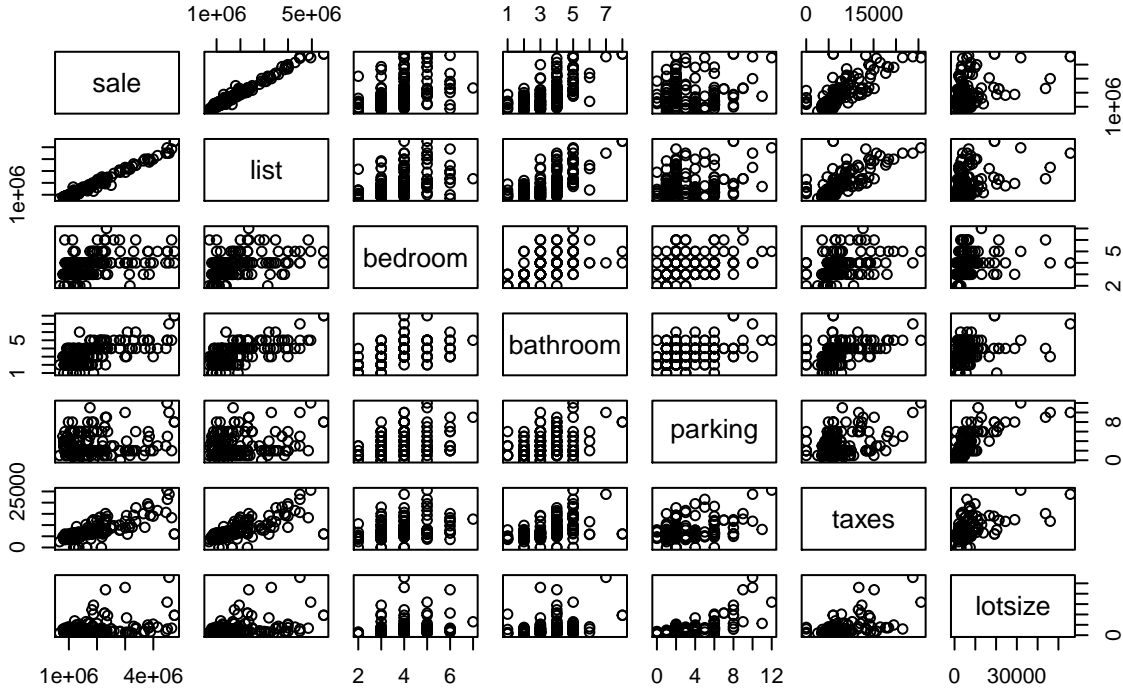 1e+06 5e+06 1 3 5 7 0 15000
sale 1e+06
1e+06 list
bedroom 2 5
1 5 bathroom
parking 0 8
0 25000 taxes
lotsize 0
1e+06 4e+06 2 4 6 0 4 8 12 0 30000